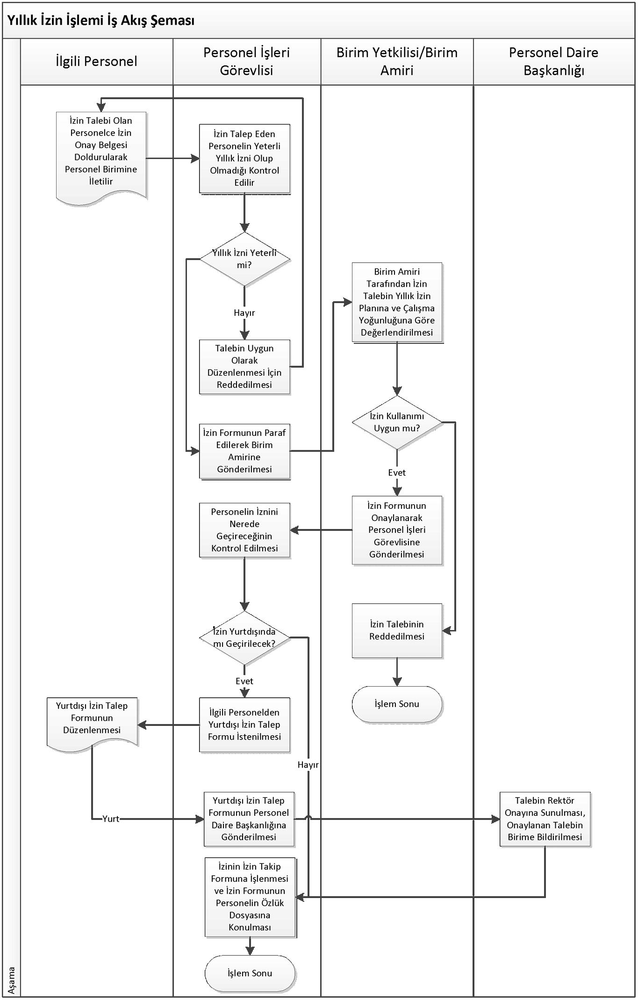 Yıllık İzin İşlemi İş Akış Şeması
İlgili Personel
Personel İşleri
Görevlisi
Birim Yetkilisi/Birim
Amiri
Personel Daire
Başkanlığı
İzin Talebi Olan
Personelce İzin
Onay Belgesi
Doldurularak
Personel Birimine
İletilir
İzin Talep Eden
Personelin Yeterli
Yıllık İzni Olup
Olmadığı Kontrol
Edilir
Yıllık İzni Yeterli
mi?
Hayır
Talebin Uygun
Olarak
Düzenlenmesi İçin
Reddedilmesi
İzin Formunun Paraf
Edilerek Birim
Amirine
Gönderilmesi
Birim Amiri
Tarafından İzin
Talebin Yıllık İzin
Planına ve Çalışma
Yoğunluğuna Göre
Değerlendirilmesi
İzin Kullanımı
Uygun mu?
Evet
İzin Formunun
Onaylanarak
Personel İşleri
Görevlisine
Gönderilmesi
Personelin İznini
Nerede
Geçireceğinin
Kontrol Edilmesi
İzin Talebinin
Reddedilmesi
İşlem Sonu
İzin Yurtdışında
mı Geçirilecek?
Evet
Hayır
İlgili Personelden
Yurtdışı İzin Talep
Formu İstenilmesi
Yurtdışı İzin Talep
Formunun
Düzenlenmesi
Yurt
Yurtdışı İzin Talep
Formunun Personel
Daire Başkanlığına
Gönderilmesi
Talebin Rektör
Onayına Sunulması,
Onaylanan Talebin
Birime Bildirilmesi
İzinin İzin Takip
Formuna İşlenmesi
ve İzin Formunun
Personelin Özlük
Dosyasına
Konulması
İşlem Sonu
Aşama